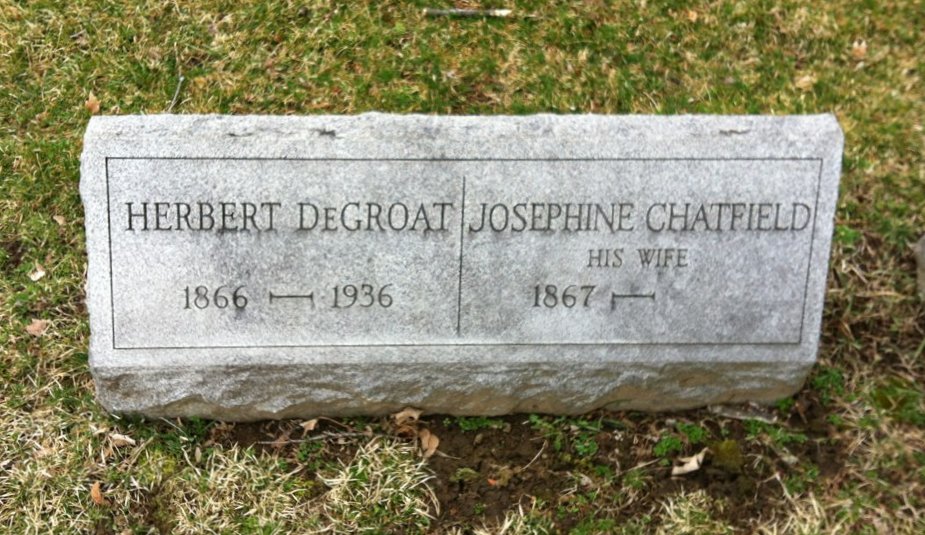 HERBERT DEGROAT
1866 — 1936
JOSEPHINE CHATFIELD
HIS WIFE
1867 —